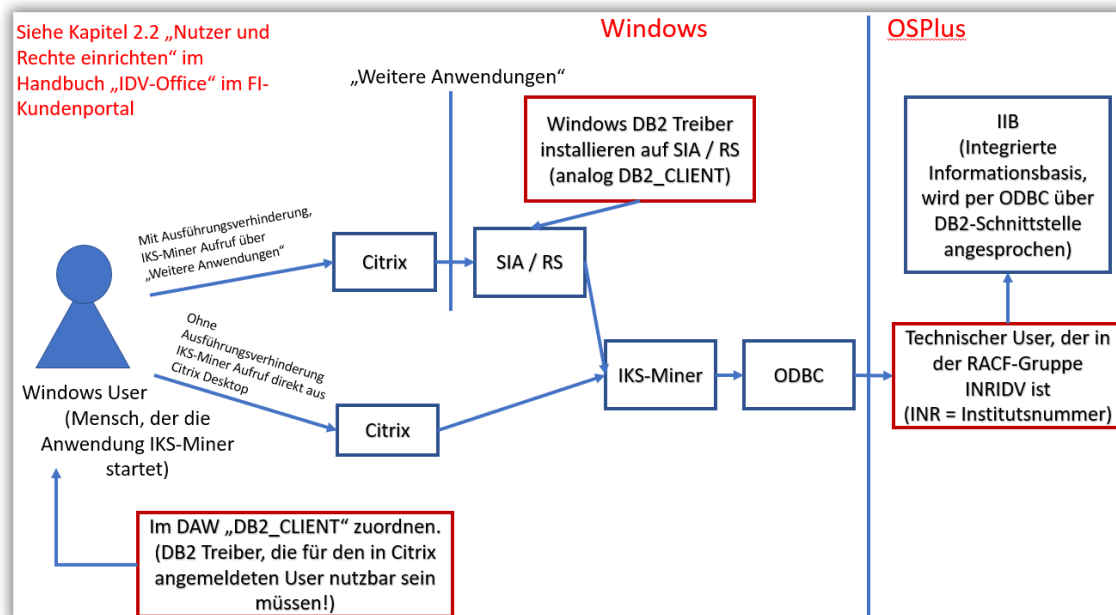 Siehe Kapitel 2.2 „Nutzer und
Rechte einrichten“ im
Handbuch „IDV-Office“ im FI-
Kundenportal
Windows
OSPlus
„Weitere Anwendungen“
Windows DB2 Treiber
installieren auf SIA / RS
(analog DB2_CLIENT)
IIB
(Integrierte
Informationsbasis,
wird per ODBC über
DB2-Schnittstelle
angesprochen)
Mit Ausführungsverhinderung,
IKS-Miner Aufruf über
„Weitere Anwendungen“
Citrix
SIA / RS
Ohne
Ausführungsverhinderung
IKS-Miner Aufruf direkt aus
Citrix Desktop
Citrix
IKS-Miner
ODBC
Technischer User, der in
der RACF-Gruppe
INRIDV ist
(INR = Institutsnummer)
Windows User
(Mensch, der die
Anwendung IKS-Miner
startet)
Im DAW „DB2_CLIENT“ zuordnen.
(DB2 Treiber, die für den in Citrix
angemeldeten User nutzbar sein
müssen!)